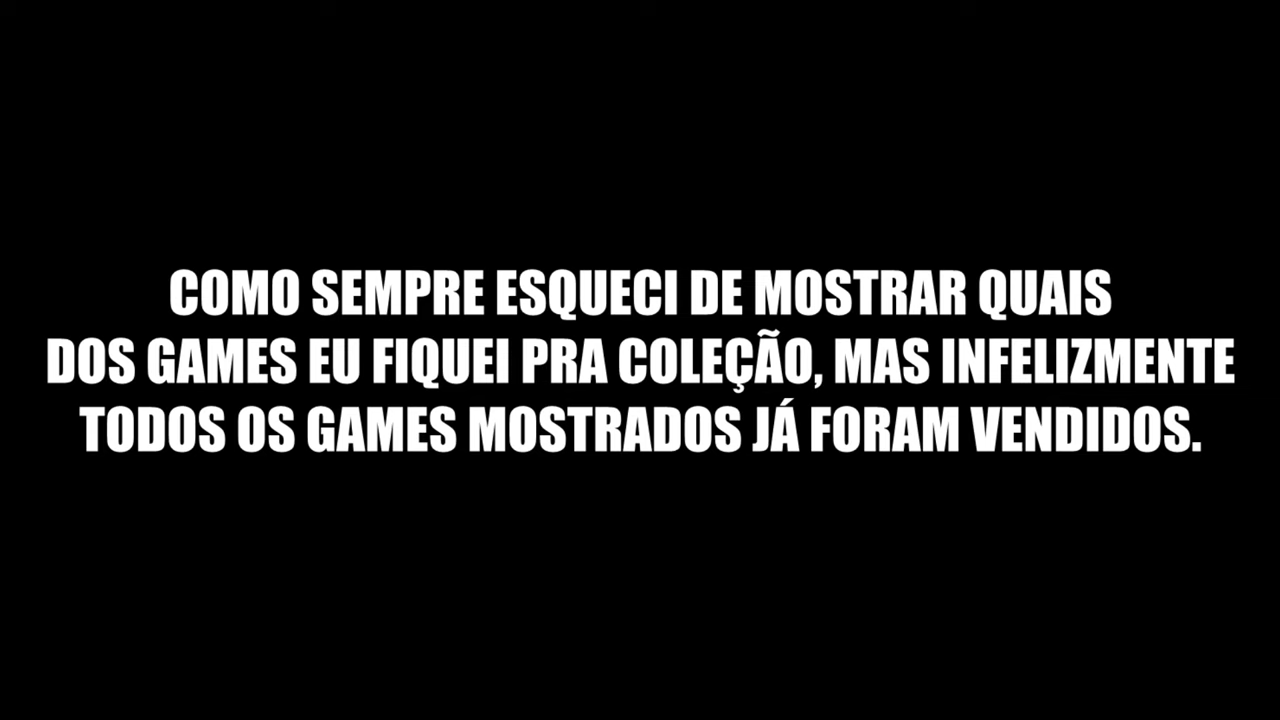 COMO SEMPRE ESQUECI DE MOSTRAR QUAIS
DOS GAMES EU FIQUEI PRA COLEÇÃO, MAS INFELIZMENTE
TODOS OS GAMES MOSTRADOS JÁ FORAM VENDIDOS.